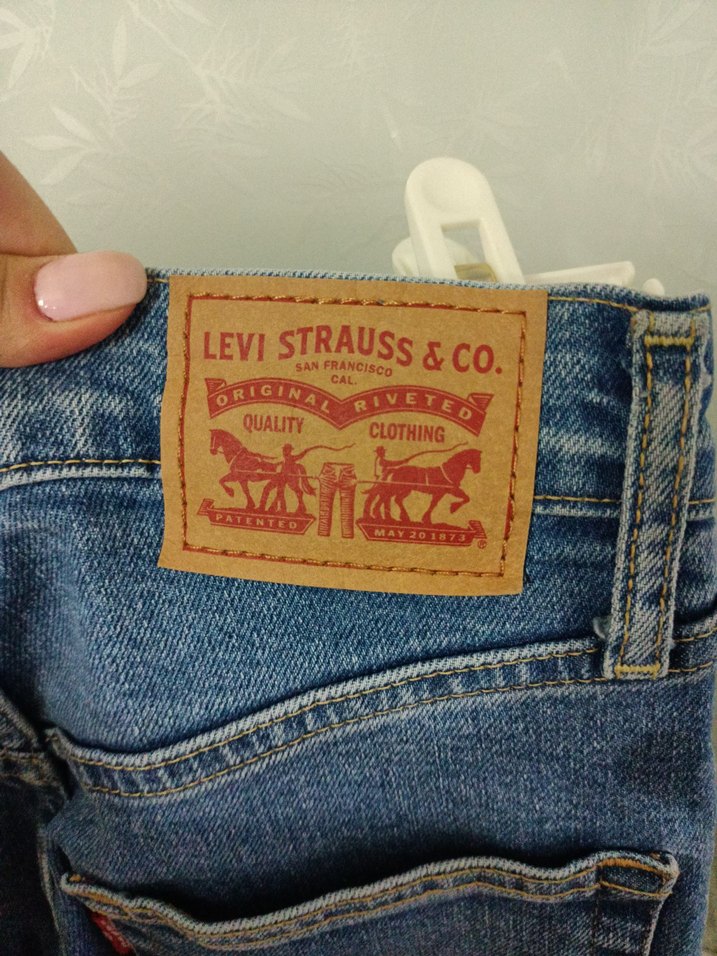 LEVI STRAUSS & CO.
SAN FRANCISCO
CAL.
ORIGINAL RIVETED
QUALITY CLOTHING
PATENTED MAY 20 1873 ®